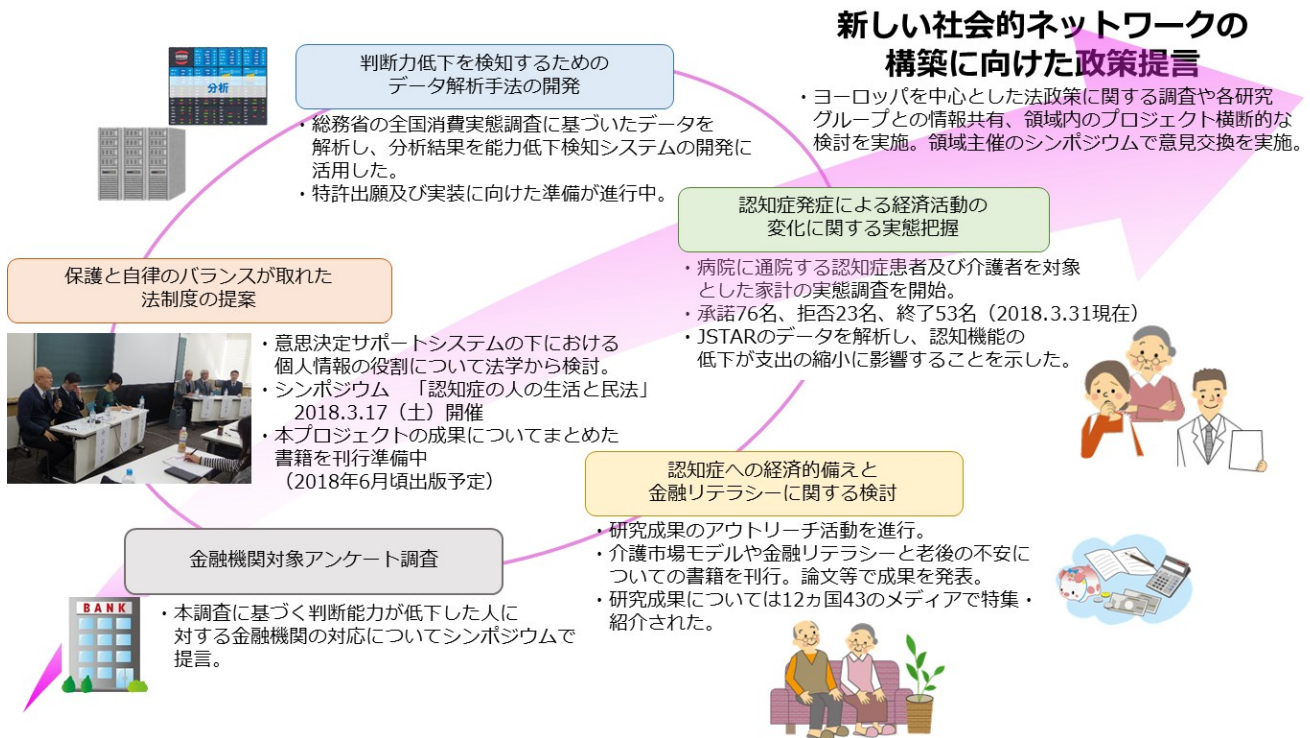 新しい社会的ネットワークの
構築に向けた政策提言
・ヨーロッパを中心とした法政策に関する調査や各研究
グループとの情報共有、領域内のプロジェクト横断的な
検討を実施。領域主催のシンポジウムで意見交換を実施。
分析
判断力低下を検知するための
データ解析手法の開発
・総務省の全国消費実態調査に基づいたデータを
解析し、分析結果を能力低下検知システムの開発に
活用した。
・特許出願及び実装に向けた準備が進行中。
認知症発症による経済活動の
変化に関する実態把握
・病院に通院する認知症患者及び介護者を対象
とした家計の実態調査を開始。
・承諾76名、拒否23名、終了53名（2018.3.31現在）
・JSTARのデータを解析し、認知機能の
低下が支出の縮小に影響することを示した。
保護と自律のバランスが取れた
法制度の提案
・意思決定サポートシステムの下における
個人情報の役割について法学から検討。
・シンポジウム　「認知症の人の生活と民法」
2018.3.17（土）開催
・本プロジェクトの成果についてまとめた
書籍を刊行準備中
（2018年6月頃出版予定）
認知症への経済的備えと
金融リテラシーに関する検討
・研究成果のアウトリーチ活動を進行。
・介護市場モデルや金融リテラシーと老後の不安に
ついての書籍を刊行。論文等で成果を発表。
・研究成果については12ヵ国43のメディアで特集・
紹介された。
金融機関対象アンケート調査
BANK
・本調査に基づく判断能力が低下した人に
対する金融機関の対応についてシンポジウムで
提言。